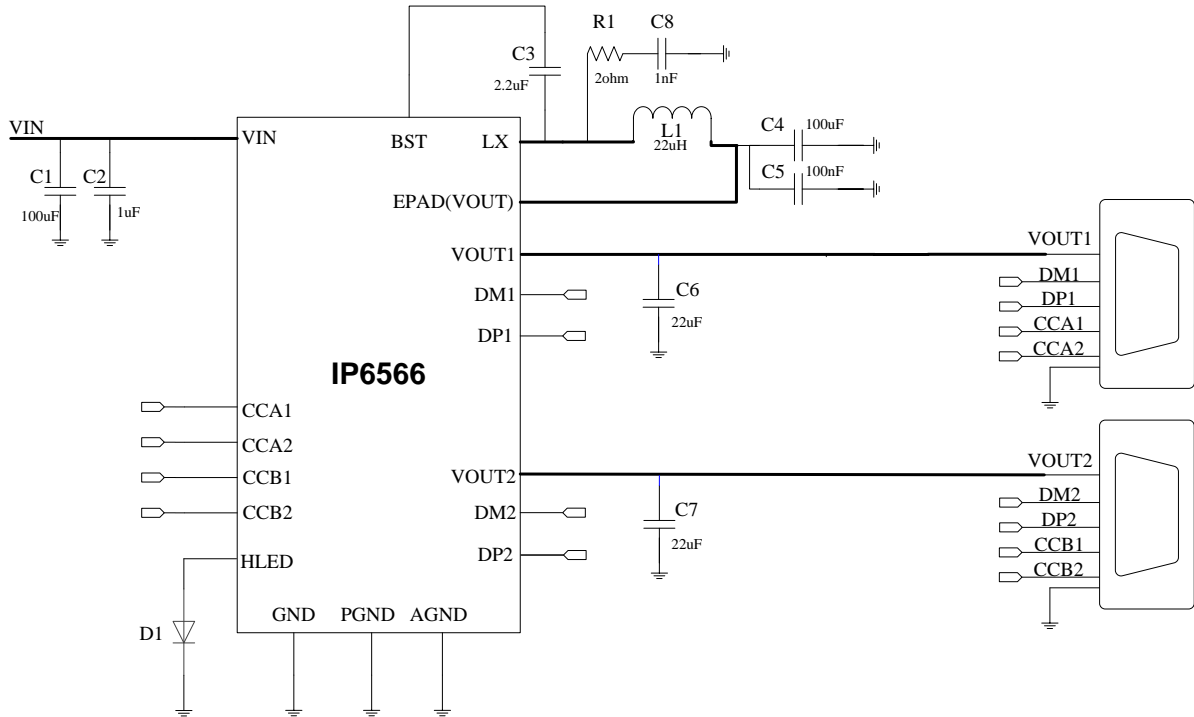 R1
C8
C3
2.2uF
2ohm
1nF
VIN
VIN
BST
LX
L1
22uH
C4
100uF
C5
100nF
C1
C2
100uF
1uF
EPAD(VOUT)
VOUT1
VOUT1
DM1
DM1
DP1
C6
22uF
DP1
CCA1
CCA2
IP6566
CCA1
CCA2
CCB1
CCB2
VOUT2
VOUT2
DM2
C7
22uF
DM2
DP2
DP2
CCB1
CCB2
HLED
D1
GND
PGND
AGND